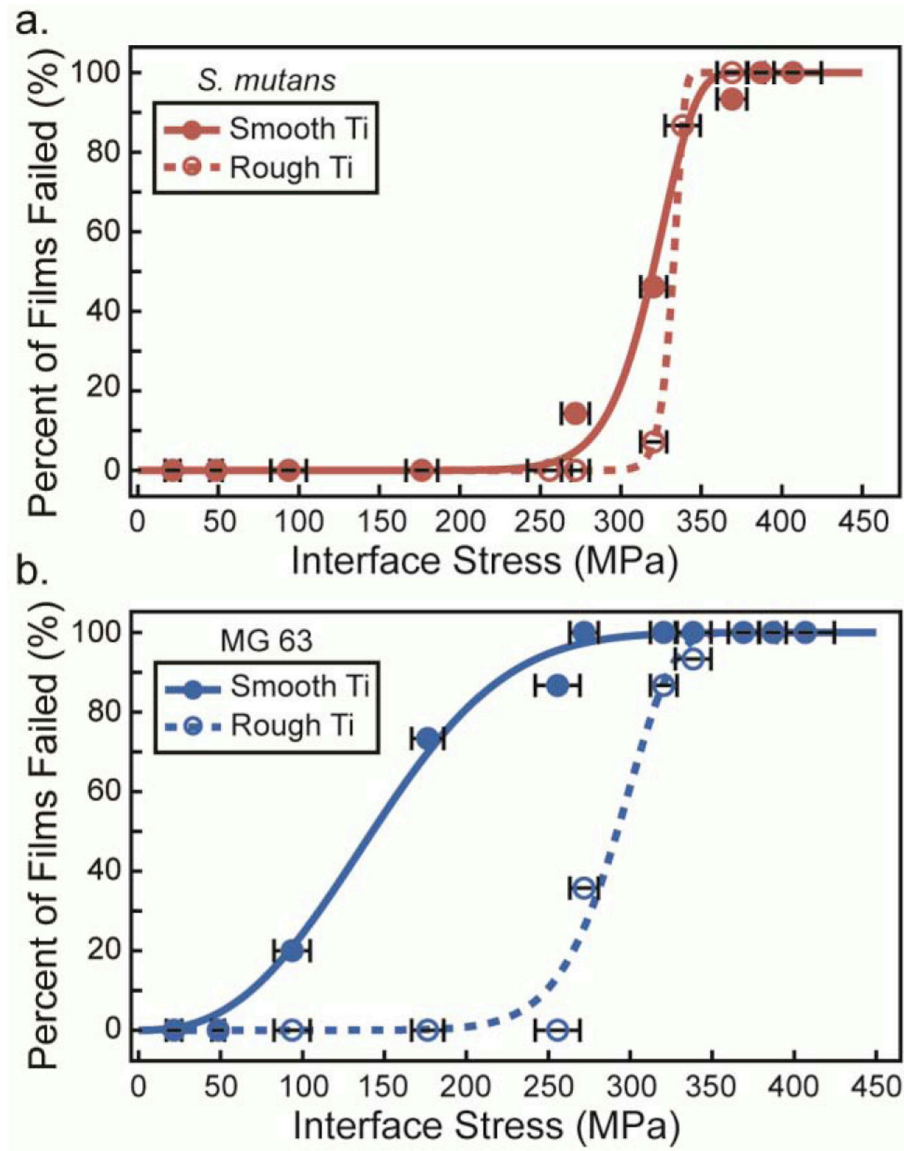 a.
Percent of Films Failed (%)
100
80
60
40
20
0
S. mutans
Smooth Ti
Rough Ti
0 50 100 150 200 250 300 350 400 450
Interface Stress (MPa)
b.
Percent of Films Failed (%)
100
80
60
40
20
0
MG 63
Smooth Ti
Rough Ti
0 50 100 150 200 250 300 350 400 450
Interface Stress (MPa)